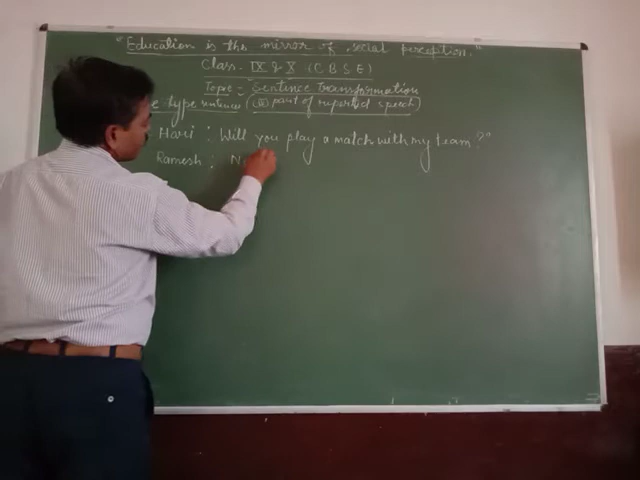 "Education is the mirror of social perception."
Class. IX & X (C B S E)
Topic = Sentence transformation
e-type sentences ( part of reported speech)
Hari : Will you play a match with my team?"
Ramesh : N